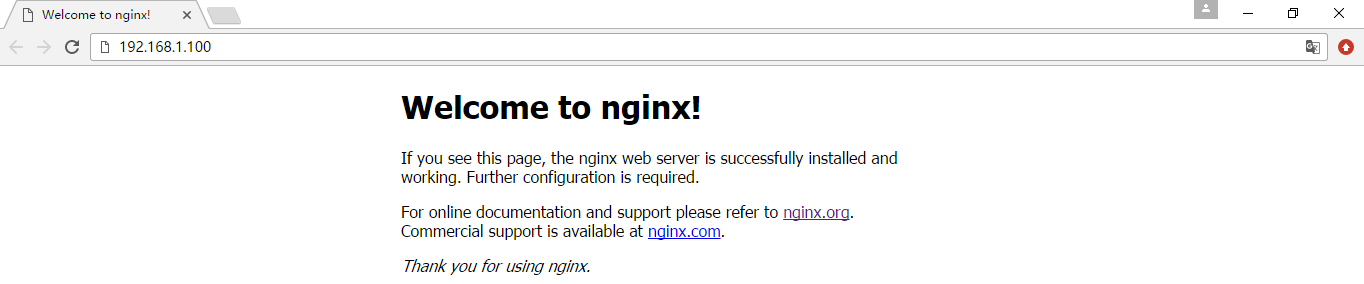 Welcome to nginx!
192.168.1.100
Welcome to nginx!
If you see this page, the nginx web server is successfully installed and
working. Further configuration is required.
For online documentation and support please refer to nginx.org.
Commercial support is available at nginx.com.
Thank you for using nginx.